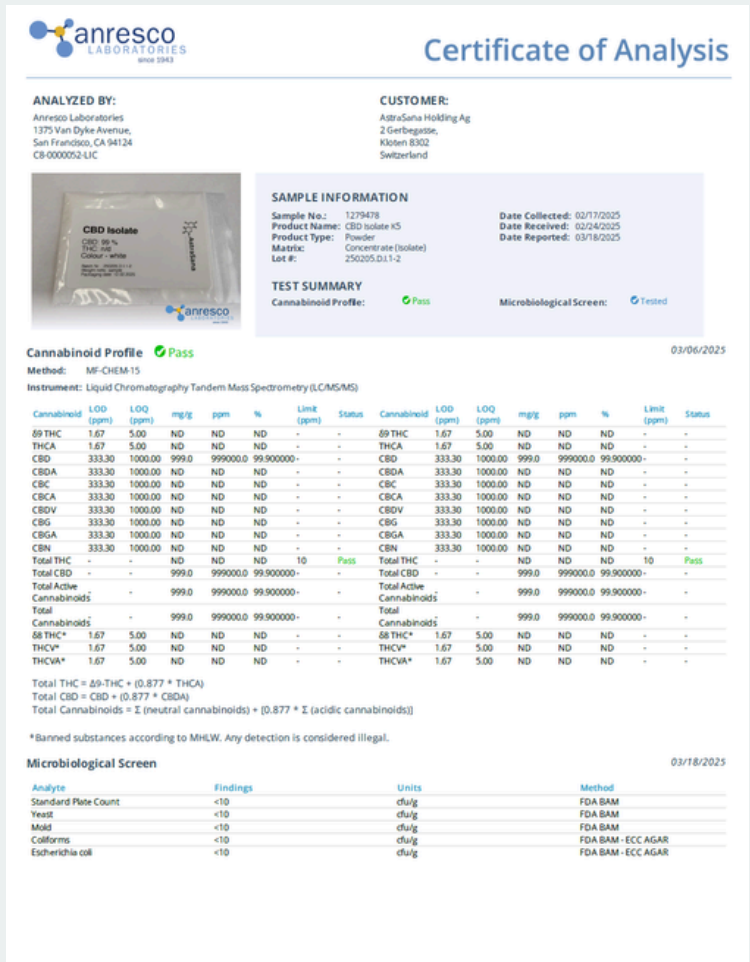 anresco
LABORATORIES
since 1943
Certificate of Analysis
ANALYZED BY:
Anresco Laboratories
1375 Van Dyke Avenue,
San Francisco, CA 94124
C8-0000052-LIC
CUSTOMER:
AstraSana Holding Ag
2 Gerbegasse,
Kloten 8302
Switzerland
CBD Isolate
CBD: 99 %
THC: n/d
Colour - white
AstraSana
anresco
LABORATORIES
SAMPLE INFORMATION
Sample No.: 1279478
Product Name: CBD Isolate K5
Product Type: Powder
Matrix: Concentrate (Isolate)
Lot #: 250205.D.I.1-2
Date Collected: 02/17/2025
Date Received: 02/24/2025
Date Reported: 03/18/2025
TEST SUMMARY
Cannabinoid Profile: Pass
Microbiological Screen: Tested
Cannabinoid Profile Pass
03/06/2025
Method: MF-CHEM-15
Instrument: Liquid Chromatography Tandem Mass Spectrometry (LC/MS/MS)
Cannabinoid LOD (ppm) LOQ (ppm) mg/g ppm % Limit (ppm) Status Cannabinoid LOD (ppm) LOQ (ppm) mg/g ppm % Limit (ppm) Status
δ9 THC 1.67 5.00 ND ND ND - - δ9 THC 1.67 5.00 ND ND ND - -
THCA 1.67 5.00 ND ND ND - - THCA 1.67 5.00 ND ND ND - -
CBD 333.30 1000.00 999.0 999000.0 99.900000 - - CBD 333.30 1000.00 999.0 999000.0 99.900000 - -
CBDA 333.30 1000.00 ND ND ND - - CBDA 333.30 1000.00 ND ND ND - -
CBC 333.30 1000.00 ND ND ND - - CBC 333.30 1000.00 ND ND ND - -
CBCA 333.30 1000.00 ND ND ND - - CBCA 333.30 1000.00 ND ND ND - -
CBDV 333.30 1000.00 ND ND ND - - CBDV 333.30 1000.00 ND ND ND - -
CBG 333.30 1000.00 ND ND ND - - CBG 333.30 1000.00 ND ND ND - -
CBGA 333.30 1000.00 ND ND ND - - CBGA 333.30 1000.00 ND ND ND - -
CBN 333.30 1000.00 ND ND ND - - CBN 333.30 1000.00 ND ND ND - -
Total THC - - ND ND ND 10 Pass Total THC - - ND ND ND 10 Pass
Total CBD - - 999.0 999000.0 99.900000 - - Total CBD - - 999.0 999000.0 99.900000 - -
Total Active Cannabinoids - - 999.0 999000.0 99.900000 - - Total Active Cannabinoids - - 999.0 999000.0 99.900000 - -
Total Cannabinoids - - 999.0 999000.0 99.900000 - - Total Cannabinoids - - 999.0 999000.0 99.900000 - -
δ8 THC* 1.67 5.00 ND ND ND - - δ8 THC* 1.67 5.00 ND ND ND - -
THCV* 1.67 5.00 ND ND ND - - THCV* 1.67 5.00 ND ND ND - -
THCVA* 1.67 5.00 ND ND ND - - THCVA* 1.67 5.00 ND ND ND - -
Total THC = Δ9-THC + (0.877 * THCA)
Total CBD = CBD + (0.877 * CBDA)
Total Cannabinoids = Σ (neutral cannabinoids) + [0.877 * Σ (acidic cannabinoids)]
*Banned substances according to MHLW. Any detection is considered illegal.
Microbiological Screen
03/18/2025
Analyte Findings Units Method
Standard Plate Count <10 cfu/g FDA BAM
Yeast <10 cfu/g FDA BAM
Mold <10 cfu/g FDA BAM
Coliforms <10 cfu/g FDA BAM - ECC AGAR
Escherichia coli <10 cfu/g FDA BAM - ECC AGAR